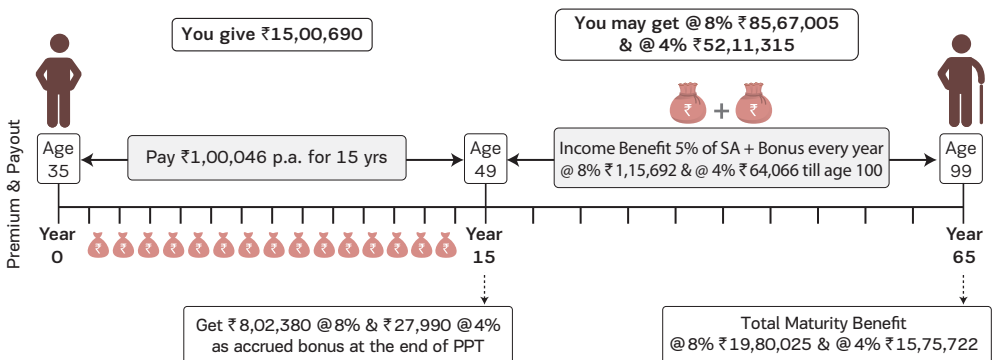 You give ₹15,00,690
You may get @ 8% ₹85,67,005
& @ 4% ₹52,11,315
₹ + ₹
Premium & Payout
Age
35
Pay ₹1,00,046 p.a. for 15 yrs
Age
49
Income Benefit 5% of SA + Bonus every year
@ 8% ₹1,15,692 & @ 4% ₹64,066 till age 100
Age
99
Year
0
₹ ₹ ₹ ₹ ₹ ₹ ₹ ₹ ₹ ₹ ₹ ₹ ₹ ₹
Year
15
Year
65
Get ₹8,02,380 @8% & ₹27,990 @4%
as accrued bonus at the end of PPT
Total Maturity Benefit
@ 8% ₹19,80,025 & @ 4% ₹15,75,722